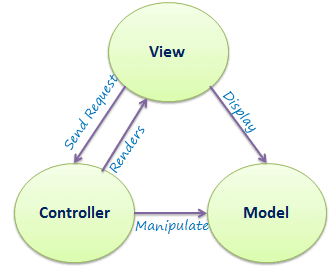 View
Send Request
Renders
Display
Controller
Manipulate
Model